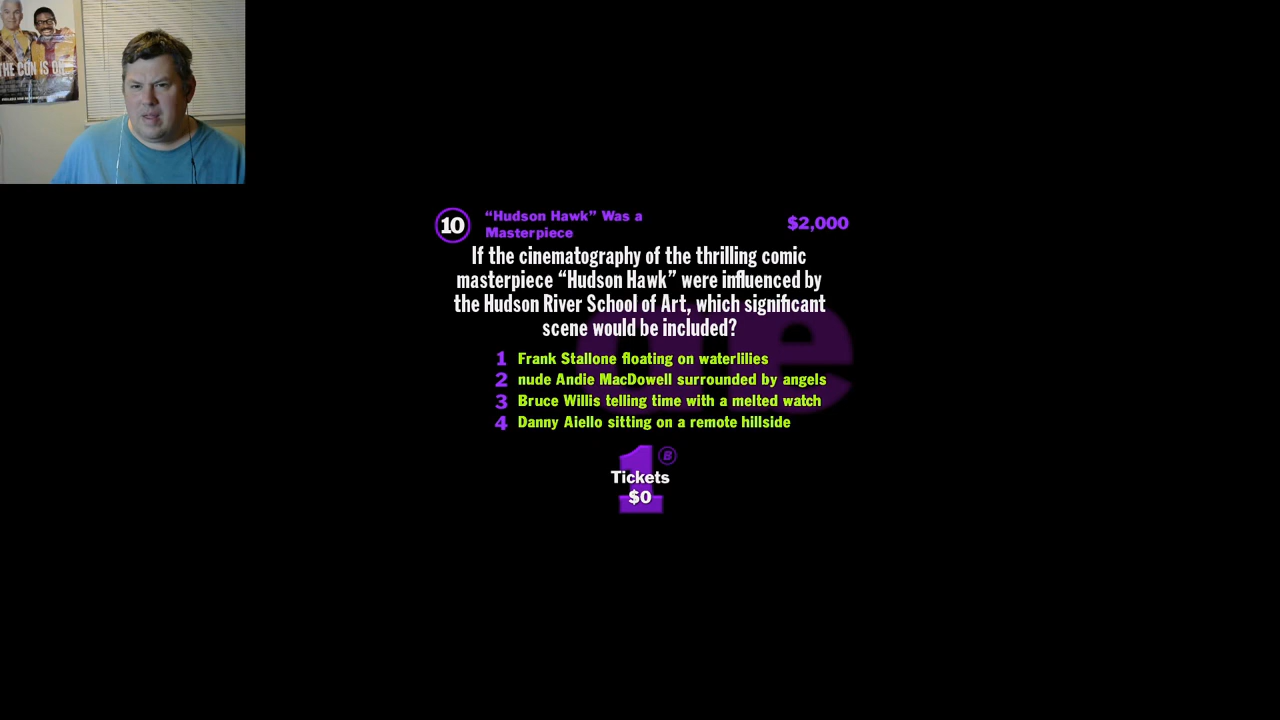 THE CON IS ON
10
"Hudson Hawk" Was a
Masterpiece
$2,000
If the cinematography of the thrilling comic
masterpiece "Hudson Hawk" were influenced by
the Hudson River School of Art, which significant
scene would be included?
1 Frank Stallone floating on waterlilies
2 nude Andie MacDowell surrounded by angels
3 Bruce Willis telling time with a melted watch
4 Danny Aiello sitting on a remote hillside
1 B
Tickets
$0